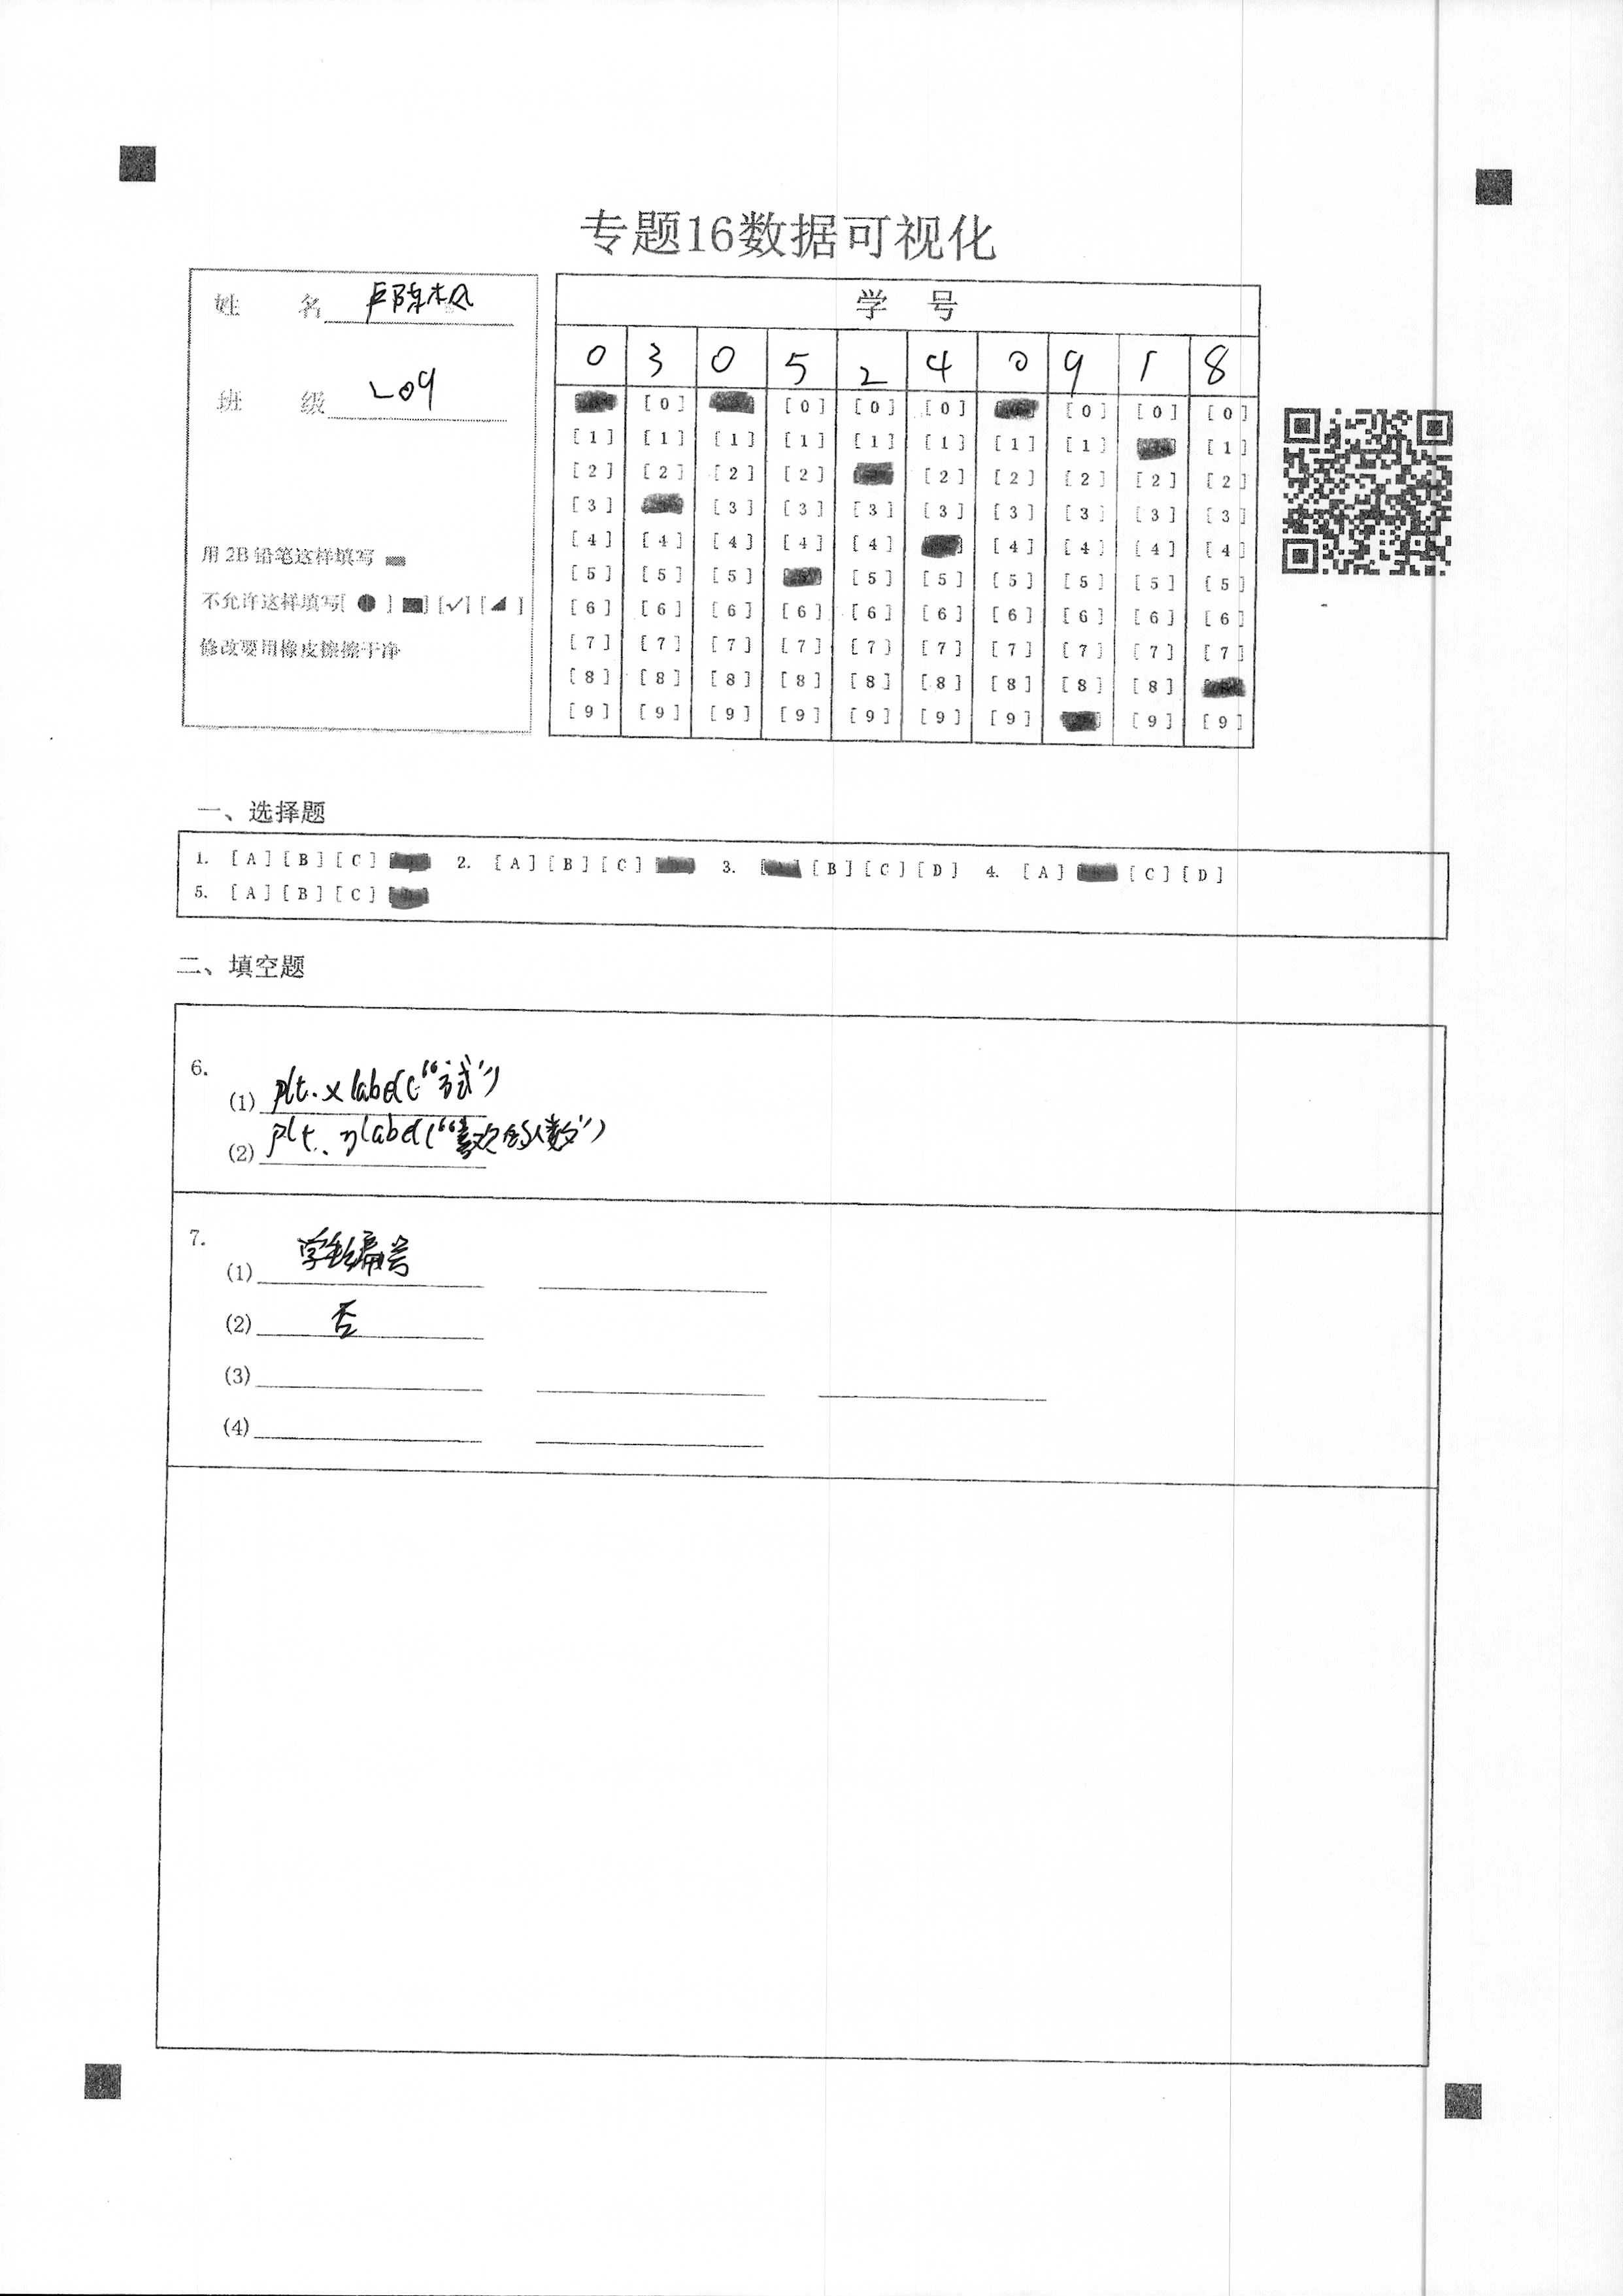 专题16数据可视化
姓 名 卢陈木风
班 级 209
用 2B 铅笔这样填写
不允许这样填写[ ● ] [■] [✓] [◢ ]
修改要用橡皮擦擦干净
学 号
0 3 0 5 2 4 0 9 1 8
[0] [0] [0] [0] [0] [0] [0]
[1] [1] [1] [1] [1] [1] [1] [1] [1]
[2] [2] [2] [2] [2] [2] [2] [2] [2]
[3] [3] [3] [3] [3] [3] [3] [3] [3]
[4] [4] [4] [4] [4] [4] [4] [4] [4]
[5] [5] [5] [5] [5] [5] [5] [5] [5]
[6] [6] [6] [6] [6] [6] [6] [6] [6] [6]
[7] [7] [7] [7] [7] [7] [7] [7] [7] [7]
[8] [8] [8] [8] [8] [8] [8] [8] [8]
[9] [9] [9] [9] [9] [9] [9] [9] [9]
一、选择题
1. [A] [B] [C] 2. [A] [B] [C] 3. [B] [C] [D] 4. [A] [C] [D]
5. [A] [B] [C]
二、填空题
6.
(1) plt.xlabel("方式")
(2) plt.ylabel("喜欢的人数")
7.
(1) 学生编号
(2) 否
(3)
(4)